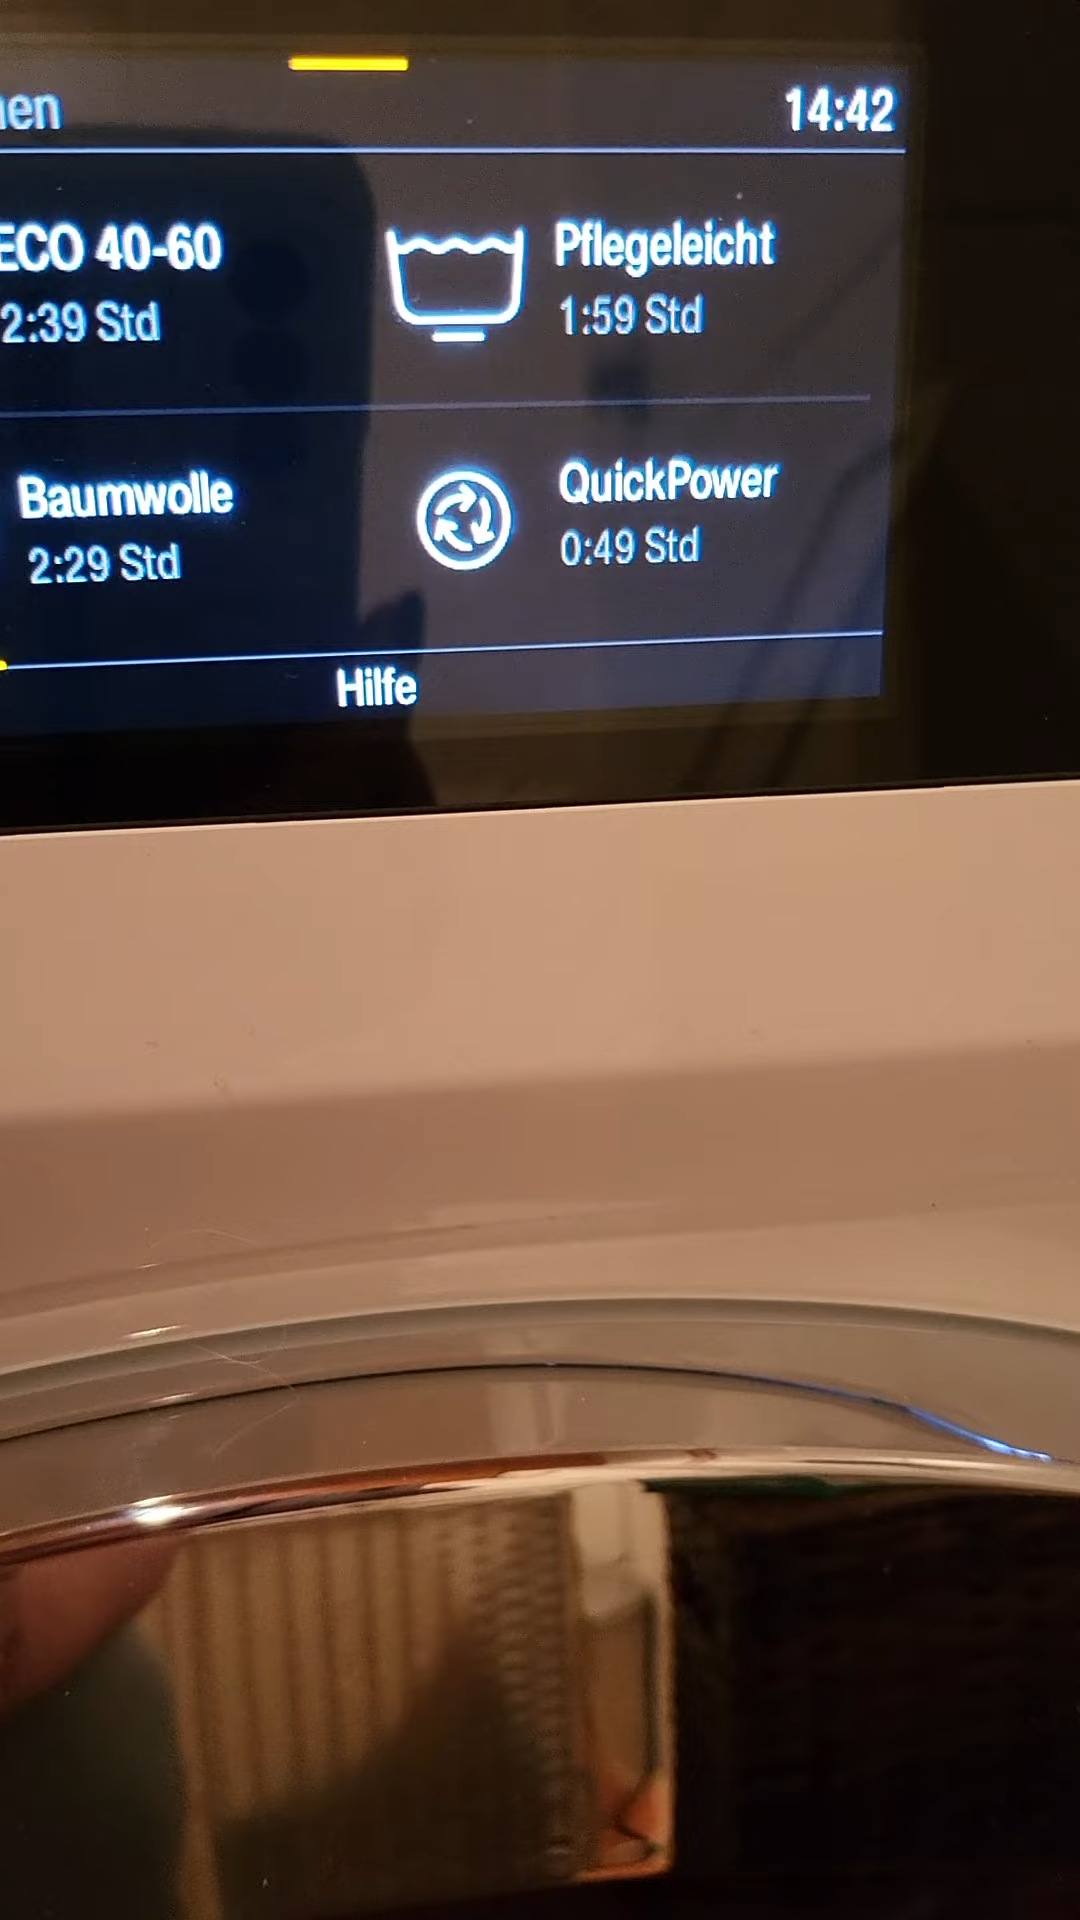 14:42
ECO 40-60
2:39 Std
Pflegeleicht
1:59 Std
Baumwolle
2:29 Std
QuickPower
0:49 Std
Hilfe